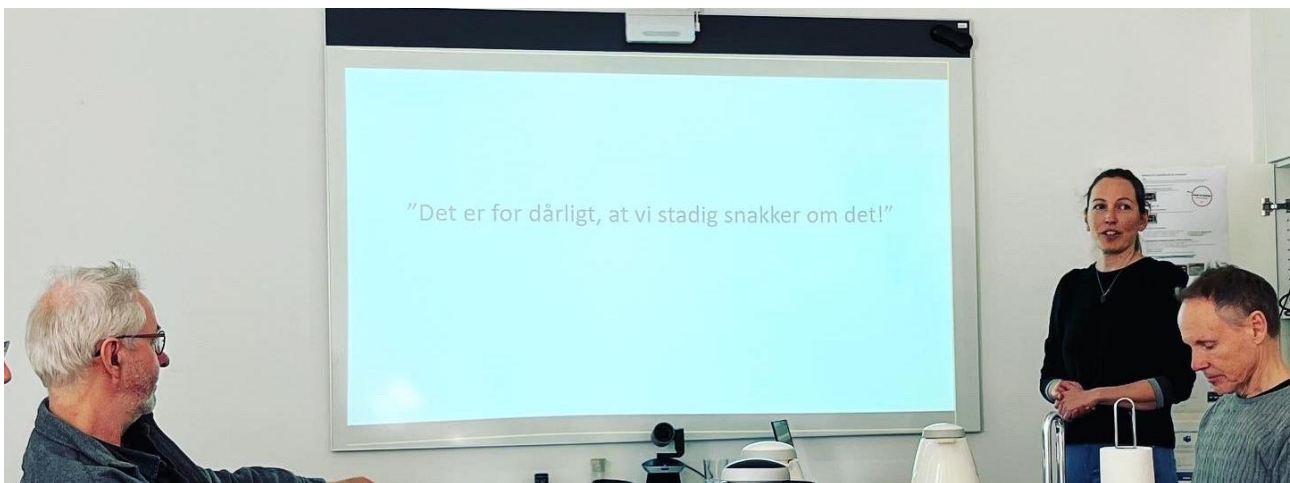 ”Det er for dårligt, at vi stadig snakker om det!”